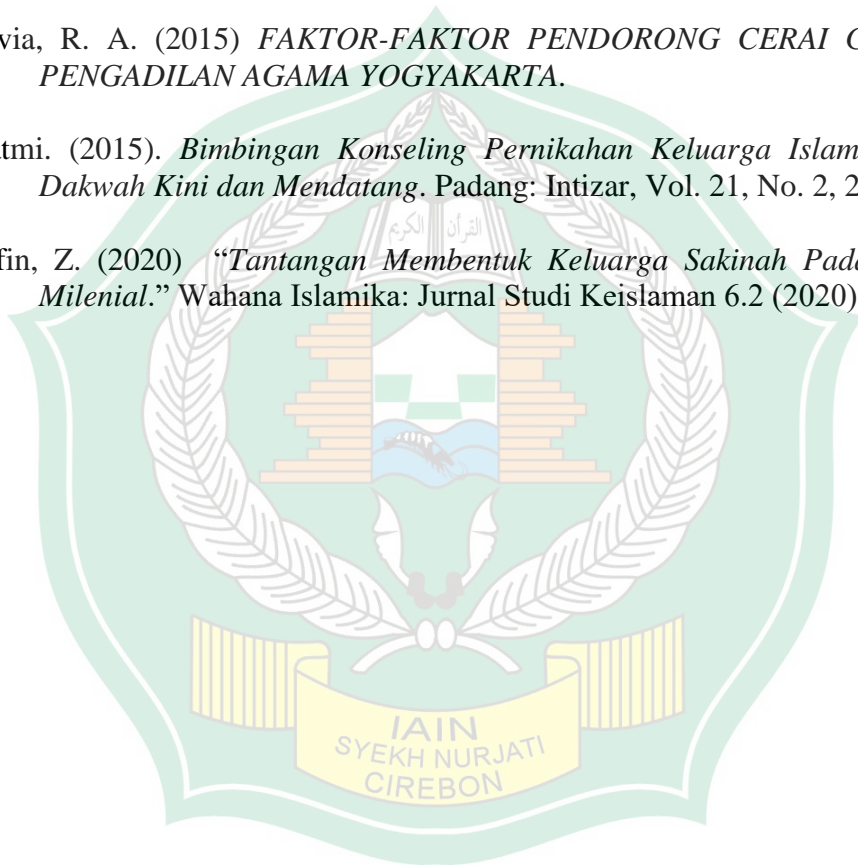 via, R. A. (2015) FAKTOR-FAKTOR PENDORONG CERAI
PENGADILAN AGAMA YOGYAKARTA.
tmi. (2015). Bimbingan Konseling Pernikahan Keluarga Islam
Dakwah Kini dan Mendatang. Padang: Intizar, Vol. 21, No. 2, 2
fin, Z. (2020) “Tantangan Membentuk Keluarga Sakinah Pada
Milenial.” Wahana Islamika: Jurnal Studi Keislaman 6.2 (2020)
القرآن الكريم
IAIN
SYEKH NURJATI
CIREBON